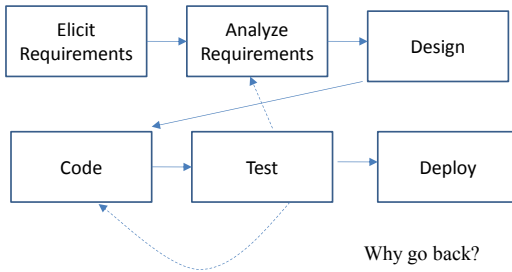 Elicit
Requirements
Analyze
Requirements
Design
Code
Test
Deploy
Why go back?